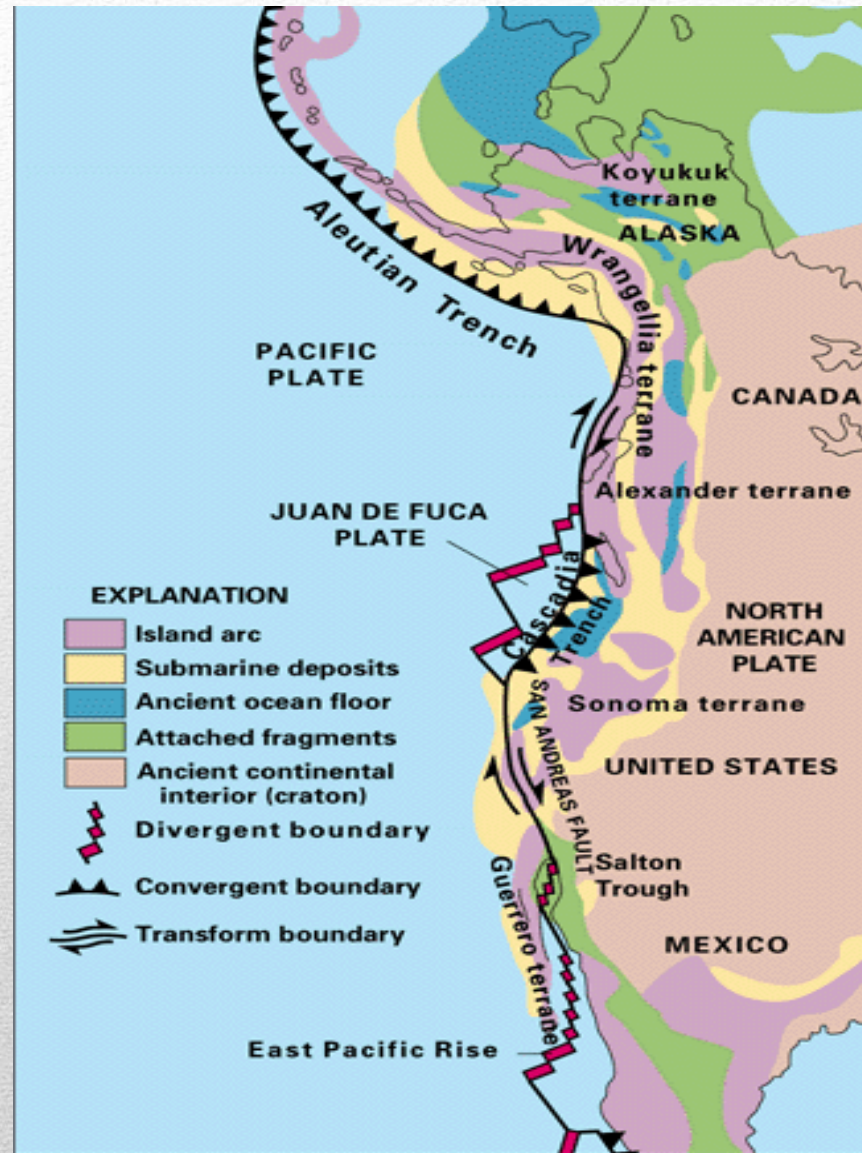 Koyukuk
terrane
ALASKA
Aleutian Trench
Wrangellia terrane
PACIFIC
PLATE
CANADA
Alexander terrane
JUAN DE FUCA
PLATE
Cascadia
Trench
EXPLANATION
Island arc
Submarine deposits
Ancient ocean floor
Attached fragments
Ancient continental
interior (craton)
Divergent boundary
Convergent boundary
Transform boundary
NORTH
AMERICAN
PLATE
Sonoma terrane
SAN ANDREAS FAULT
UNITED STATES
Salton
Trough
Guerrero terrane
MEXICO
East Pacific Rise